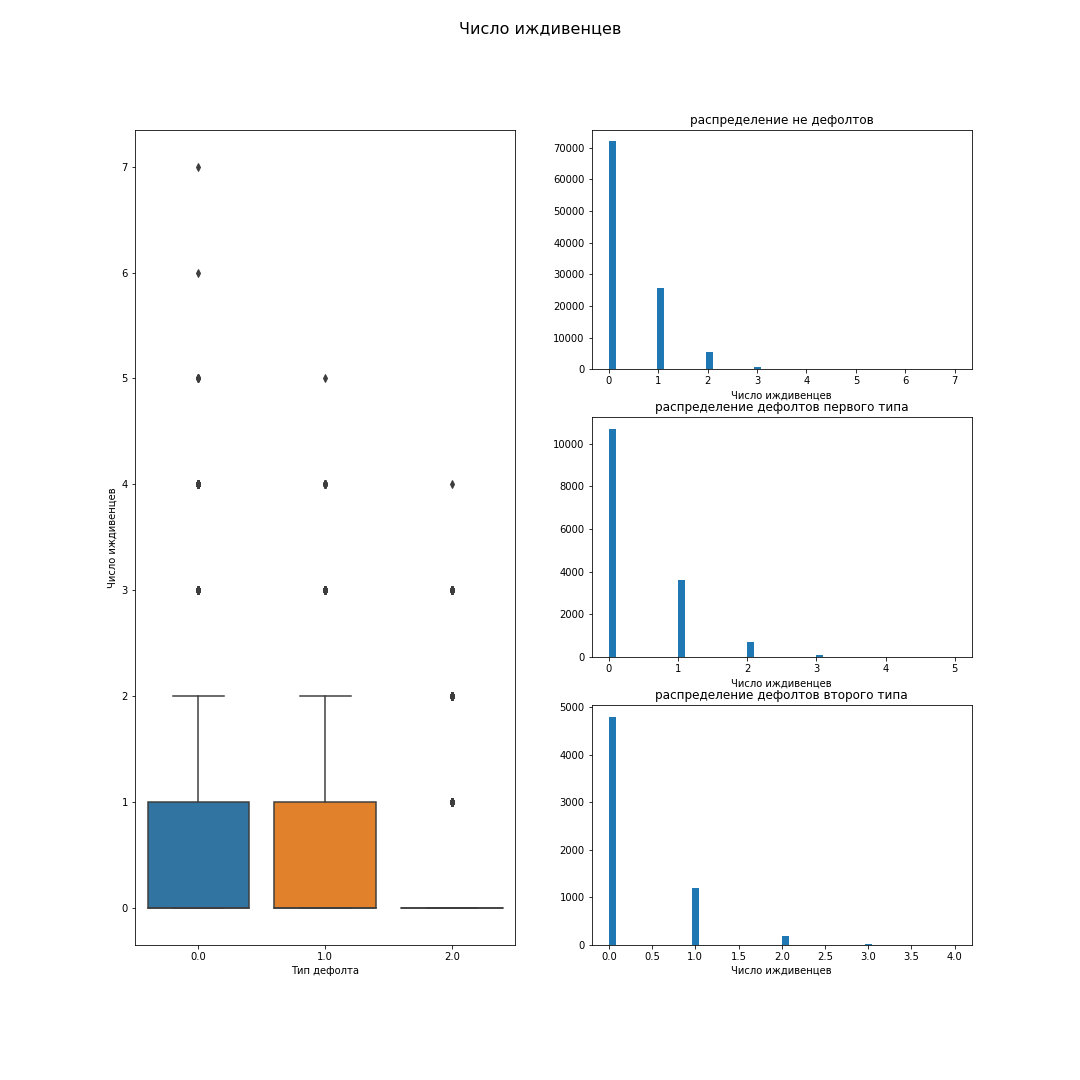 Число иждивенцев
7
6
5
4
3
2
1
0
Число иждивенцев
0.0 1.0 2.0
Тип дефолта
распределение не дефолтов
70000
60000
50000
40000
30000
20000
10000
0
0 1 2 3 4 5 6 7
Число иждивенцев
распределение дефолтов первого типа
10000
8000
6000
4000
2000
0
0 1 2 3 4 5
Число иждивенцев
распределение дефолтов второго типа
5000
4000
3000
2000
1000
0
0.0 0.5 1.0 1.5 2.0 2.5 3.0 3.5 4.0
Число иждивенцев